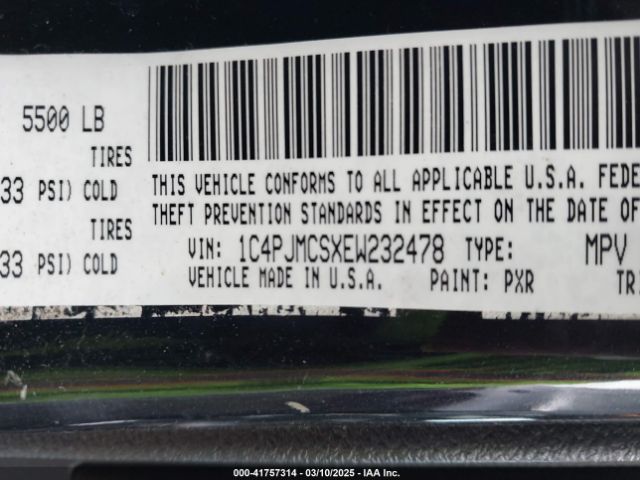 5500 LB
TIRES
33 PSI) COLD
TIRES
33 PSI) COLD
THIS VEHICLE CONFORMS TO ALL APPLICABLE U.S.A. FEDE
THEFT PREVENTION STANDARDS IN EFFECT ON THE DATE OF
VIN: 1C4PJMCSXEW232478 TYPE: MPV
VEHICLE MADE IN U.S.A. PAINT: PXR TRI
000-41757314 — 03/10/2025 — IAA Inc.